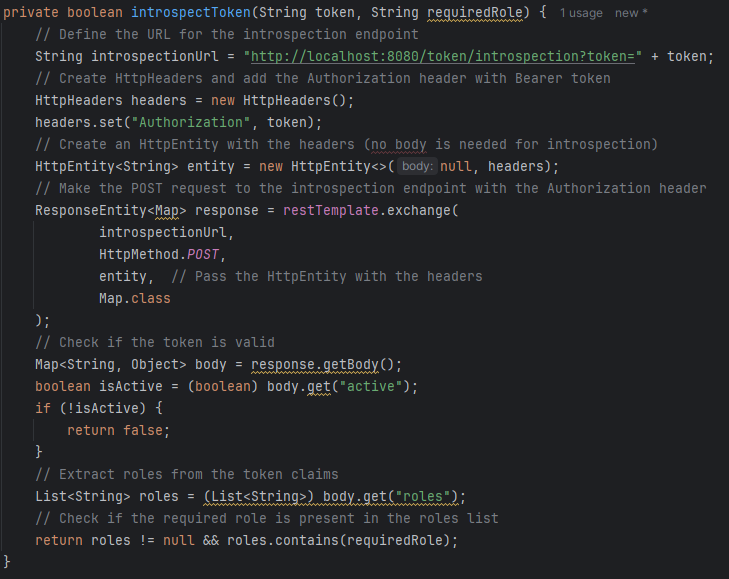 private boolean introspectToken(String token, String requiredRole) { 1 usage new *
// Define the URL for the introspection endpoint
String introspectionUrl = "http://localhost:8080/token/introspection?token=" + token;
// Create HttpHeaders and add the Authorization header with Bearer token
HttpHeaders headers = new HttpHeaders();
headers.set("Authorization", token);
// Create an HttpEntity with the headers (no body is needed for introspection)
HttpEntity<String> entity = new HttpEntity<>( body: null, headers);
// Make the POST request to the introspection endpoint with the Authorization header
ResponseEntity<Map> response = restTemplate.exchange(
introspectionUrl,
HttpMethod.POST,
entity, // Pass the HttpEntity with the headers
Map.class
);
// Check if the token is valid
Map<String, Object> body = response.getBody();
boolean isActive = (boolean) body.get("active");
if (!isActive) {
return false;
}
// Extract roles from the token claims
List<String> roles = (List<String>) body.get("roles");
// Check if the required role is present in the roles list
return roles != null && roles.contains(requiredRole);
}